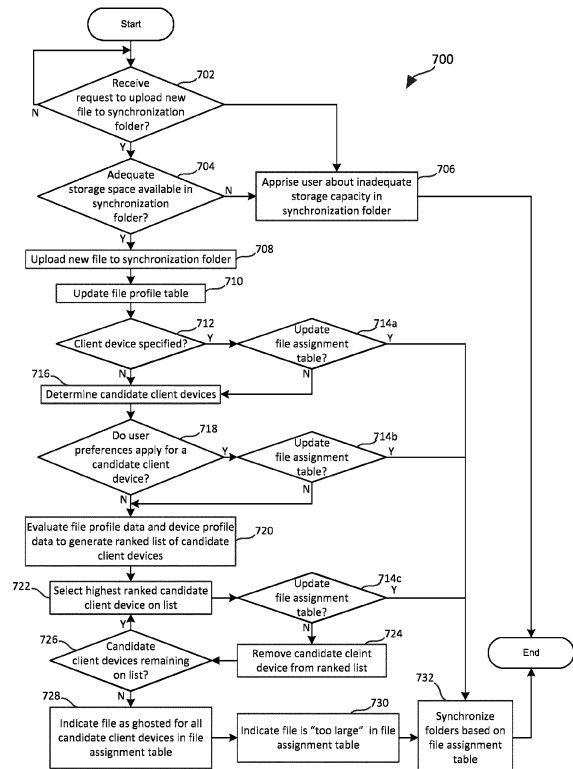 Start
700
702
Receive
request to upload new
file to synchronization
folder?
N
Y
704
Adequate
storage space available in
synchronization
folder?
N
Y
706
Apprise user about inadequate
storage capacity in
synchronization folder
708
Upload new file to synchronization folder
710
Update file profile table
712
Client device specified?
Y
N
714a
Update
file assignment
table?
Y
N
716
Determine candidate client devices
718
Do user
preferences apply for a
candidate client
device?
Y
N
714b
Update
file assignment
table?
Y
N
Evaluate file profile data and device profile
data to generate ranked list of candidate
client devices
720
722
Select highest ranked candidate
client device on list
714c
Update
file assignment
table?
Y
N
724
Remove candidate cleint
device from ranked list
726
Y
Candidate
client devices remaining
on list?
N
End
728
Indicate file as ghosted for all
candidate client devices in file
assignment table
730
Indicate file is "too large" in file
assignment table
732
Synchronize
folders based on
file assignment
table